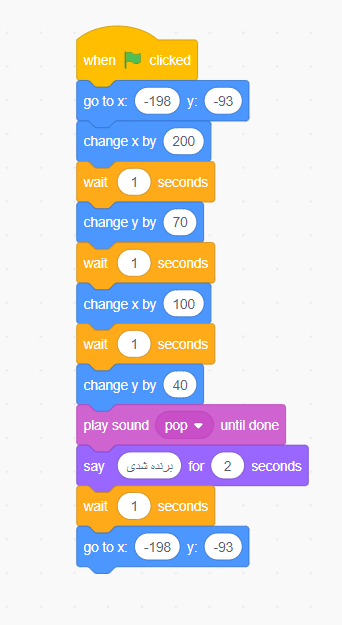 when clicked
go to x: -198 y: -93
change x by 200
wait 1 seconds
change y by 70
wait 1 seconds
change x by 100
wait 1 seconds
change y by 40
play sound pop until done
say برنده شدی for 2 seconds
wait 1 seconds
go to x: -198 y: -93